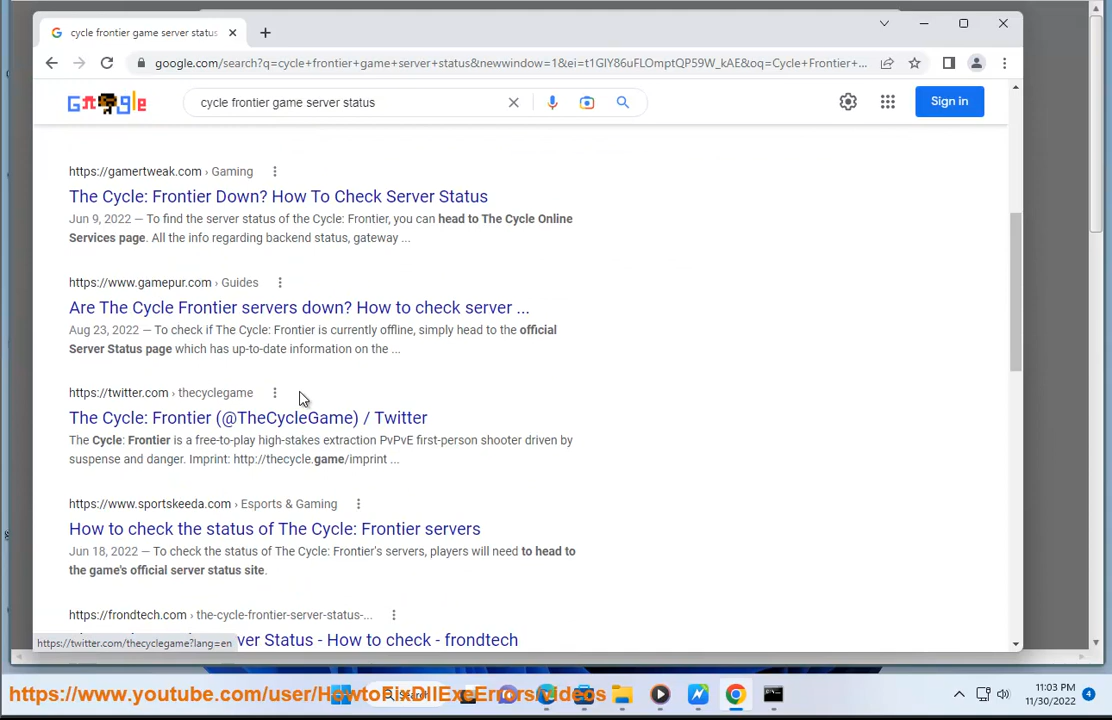 cycle frontier game server status
google.com/search?q=cycle+frontier+game+server+status&newwindow=1&ei=t1GIY86uFLOmptQP59W_kAE&oq=Cycle+Frontier+...
cycle frontier game server status
Sign in
https://gamertweak.com › Gaming
The Cycle: Frontier Down? How To Check Server Status
Jun 9, 2022 — To find the server status of the Cycle: Frontier, you can head to The Cycle Online
Services page. All the info regarding backend status, gateway ...
https://www.gamepur.com › Guides
Are The Cycle Frontier servers down? How to check server ...
Aug 23, 2022 — To check if The Cycle: Frontier is currently offline, simply head to the official
Server Status page which has up-to-date information on the ...
https://twitter.com › thecyclegame
The Cycle: Frontier (@TheCycleGame) / Twitter
The Cycle: Frontier is a free-to-play high-stakes extraction PvPvE first-person shooter driven by
suspense and danger. Imprint: http://thecycle.game/imprint ...
https://www.sportskeeda.com › Esports & Gaming
How to check the status of The Cycle: Frontier servers
Jun 18, 2022 — To check the status of The Cycle: Frontier's servers, players will need to head to
the game's official server status site.
https://frondtech.com › the-cycle-frontier-server-status-...
ver Status - How to check - frondtech
https://twitter.com/thecyclegame?lang=en
https://www.youtube.com/user/HowtoFixDllExeErrors/videos
11:03 PM
11/30/2022
4